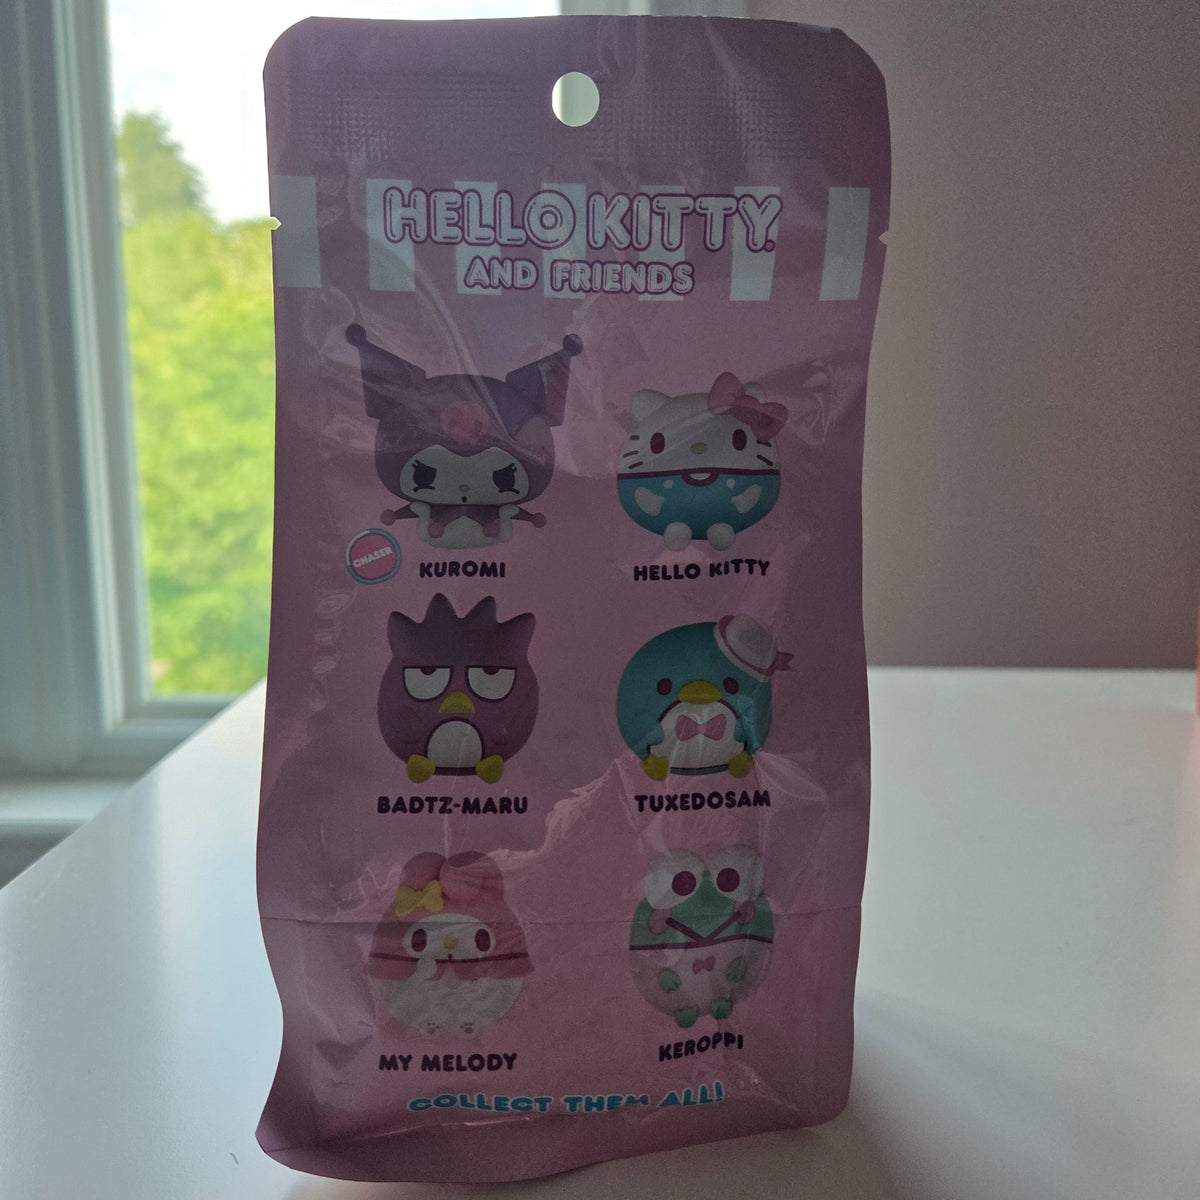 HELLO KITTY®
AND FRIENDS
CHASER
KUROMI
HELLO KITTY
BADTZ-MARU
TUXEDOSAM
MY MELODY
KEROPPI
COLLECT THEM ALL!